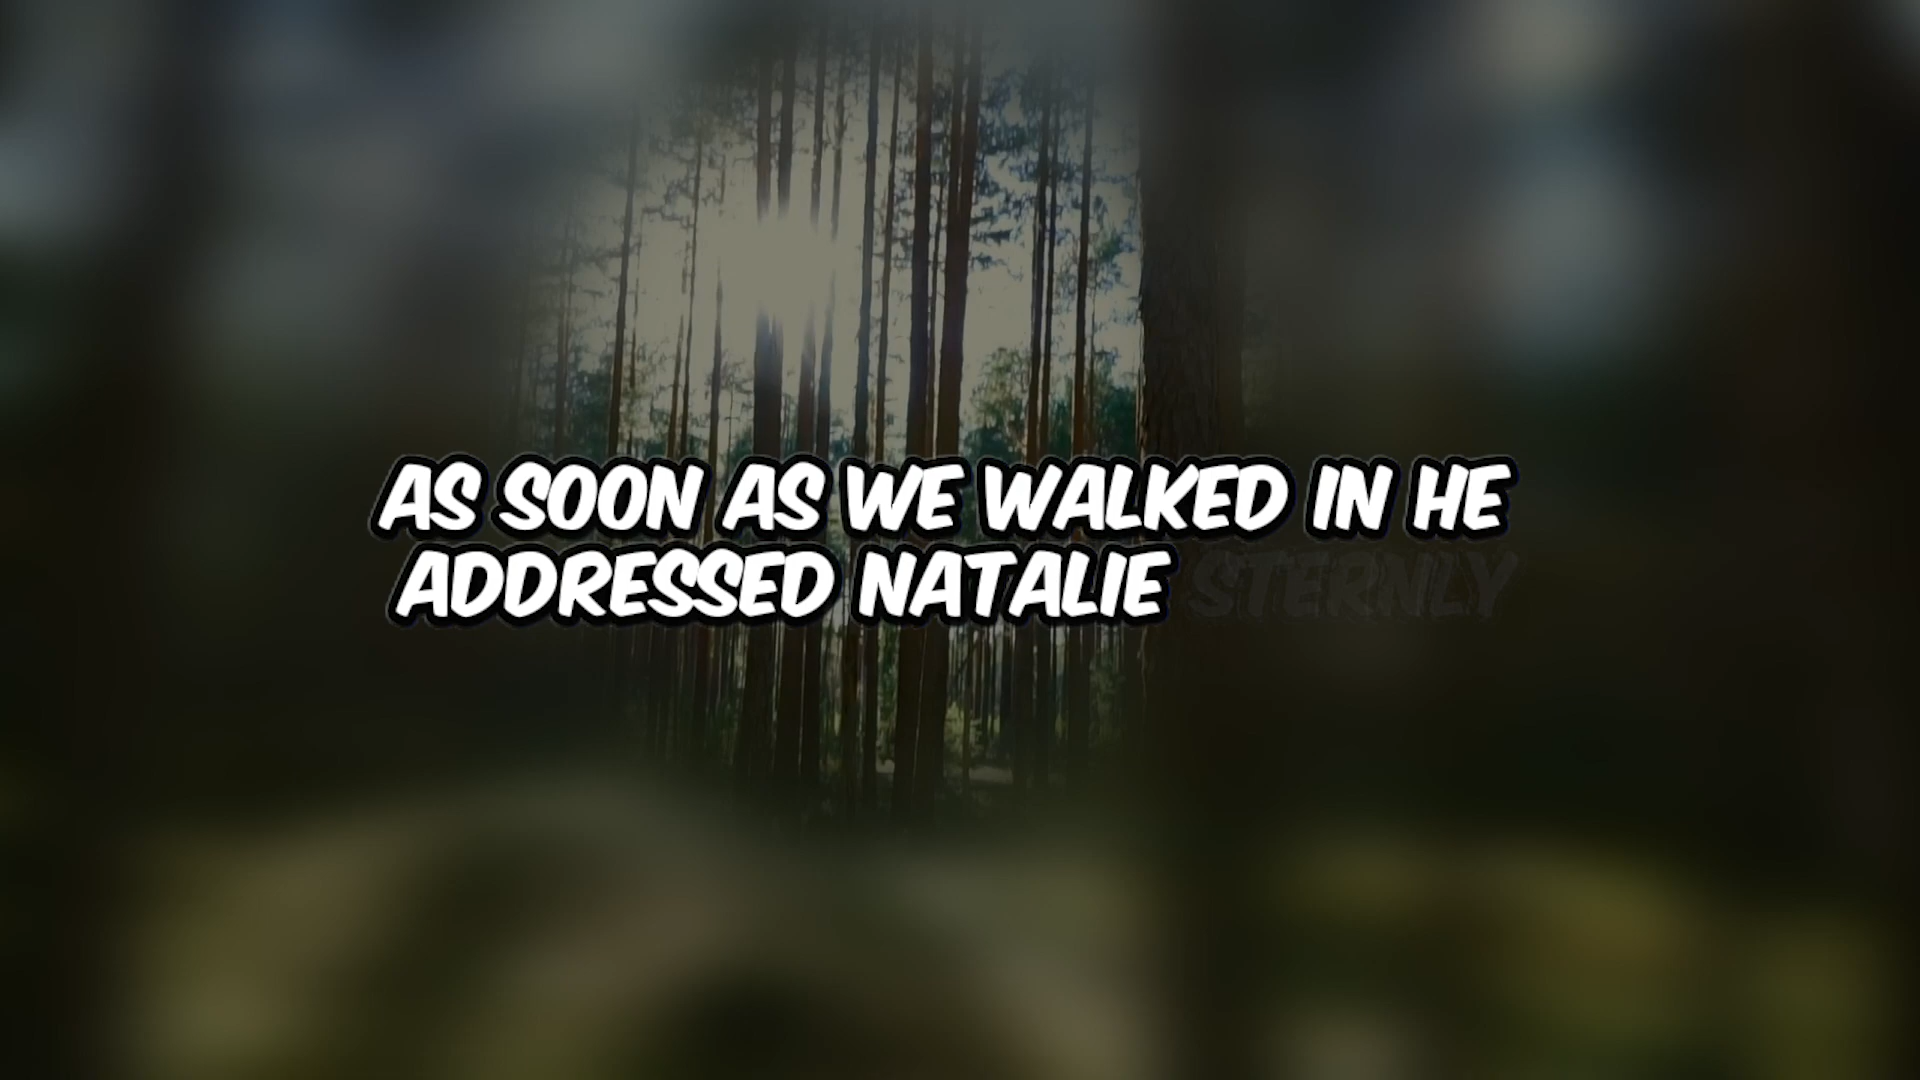 AS SOON AS WE WALKED IN HE
ADDRESSED NATALIE STERNLY